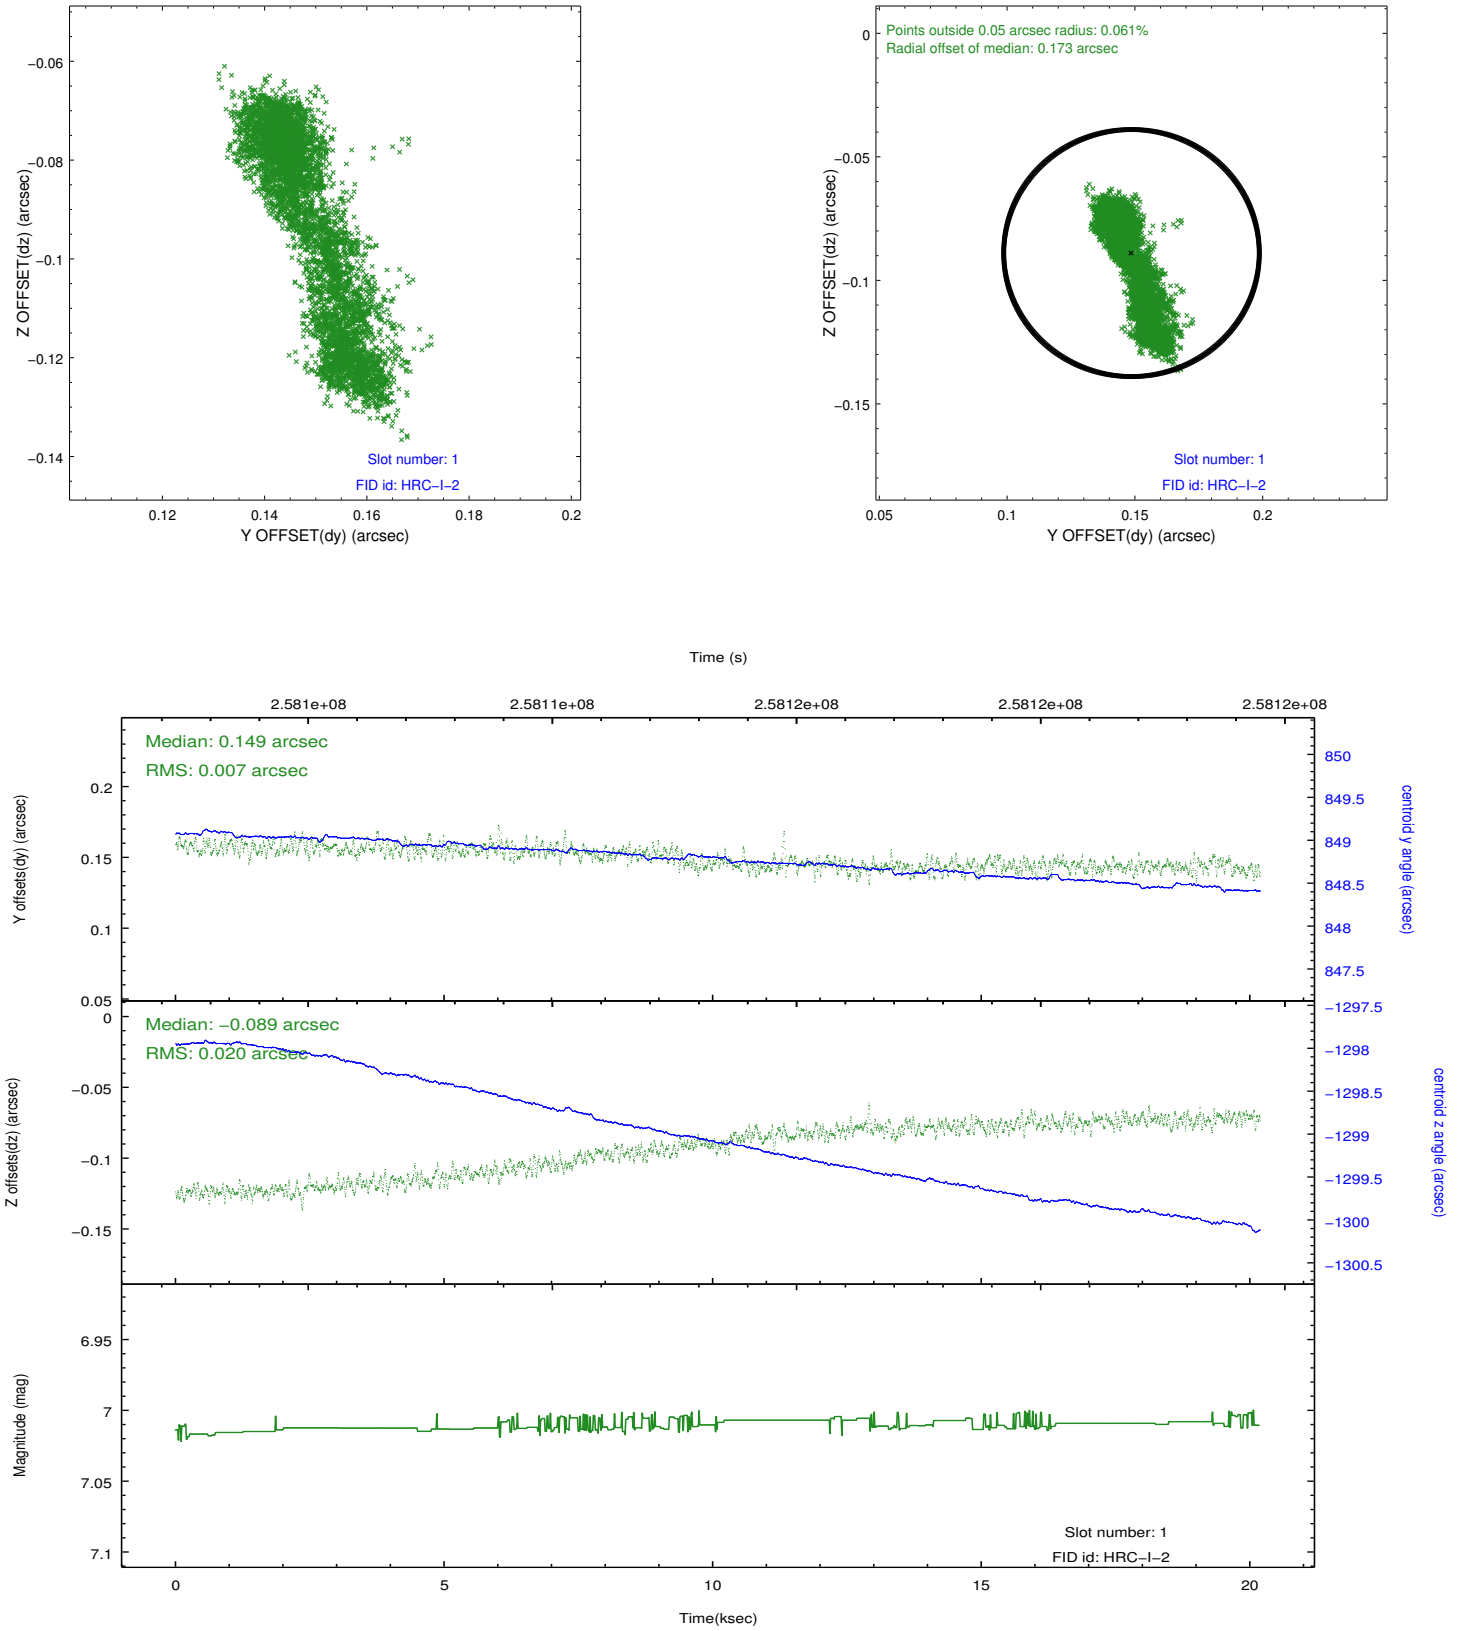 −0.06
−0.08
−0.1
−0.12
−0.14
Z OFFSET(dz) (arcsec)
Slot number: 1
FID id: HRC−I−2
0.12
0.14
0.16
0.18
0.2
Y OFFSET(dy) (arcsec)
Points outside 0.05 arcsec radius: 0.061%
Radial offset of median: 0.173 arcsec
0
−0.05
−0.1
−0.15
Z OFFSET(dz) (arcsec)
Slot number: 1
FID id: HRC−I−2
0.05
0.1
0.15
0.2
Y OFFSET(dy) (arcsec)
Time (s)
2.581e+08
2.5811e+08
2.5812e+08
2.5812e+08
2.5812e+08
Median: 0.149 arcsec
RMS: 0.007 arcsec
0.2
0.15
0.1
0.05
Y offsets(dy) (arcsec)
850
849.5
849
848.5
848
847.5
centroid y angle (arcsec)
Median: −0.089 arcsec
RMS: 0.020 arcsec
0
−0.05
−0.1
−0.15
Z offsets(dz) (arcsec)
−1297.5
−1298
−1298.5
−1299
−1299.5
−1300
−1300.5
centroid z angle (arcsec)
6.95
7
7.05
7.1
Magnitude (mag)
Slot number: 1
FID id: HRC−I−2
0
5
10
15
20
Time(ksec)